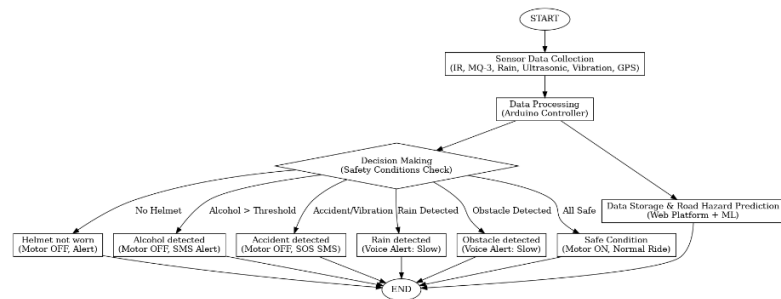 START
Sensor Data Collection
(IR, MQ-3, Rain, Ultrasonic, Vibration, GPS)
Data Processing
(Arduino Controller)
Decision Making
(Safety Conditions Check)
No Helmet
Alcohol > Threshold
Accident/Vibration
Rain Detected
Obstacle Detected
All Safe
Data Storage & Road Hazard Prediction
(Web Platform + ML)
Helmet not worn
(Motor OFF, Alert)
Alcohol detected
(Motor OFF, SMS Alert)
Accident detected
(Motor OFF, SOS SMS)
Rain detected
(Voice Alert: Slow)
Obstacle detected
(Voice Alert: Slow)
Safe Condition
(Motor ON, Normal Ride)
END